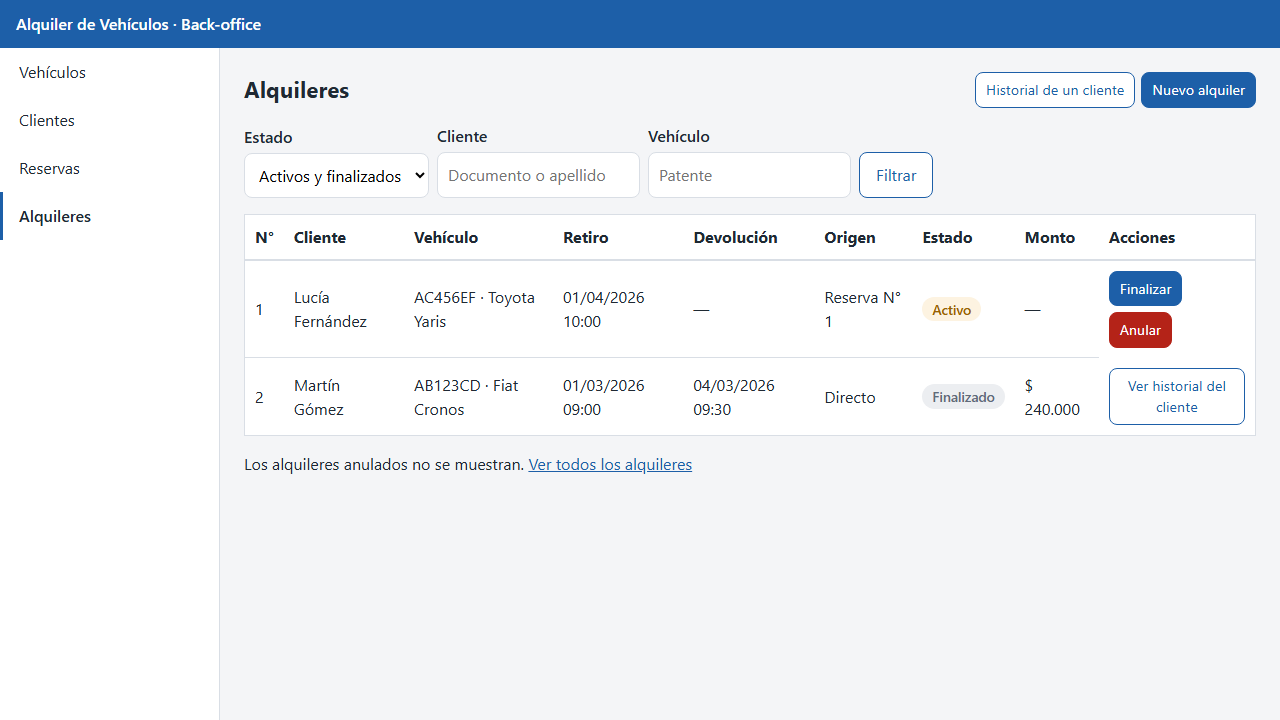 Alquiler de Vehículos · Back-office
Vehículos
Clientes
Reservas
Alquileres
Alquileres
Historial de un cliente
Nuevo alquiler
Estado
Cliente
Vehículo
Activos y finalizados
Documento o apellido
Patente
Filtrar
N° Cliente Vehículo Retiro Devolución Origen Estado Monto Acciones
1 Lucía Fernández AC456EF · Toyota Yaris 01/04/2026 10:00 — Reserva N° 1 Activo — Finalizar Anular
2 Martín Gómez AB123CD · Fiat Cronos 01/03/2026 09:00 04/03/2026 09:30 Directo Finalizado $ 240.000 Ver historial del cliente
Los alquileres anulados no se muestran. Ver todos los alquileres